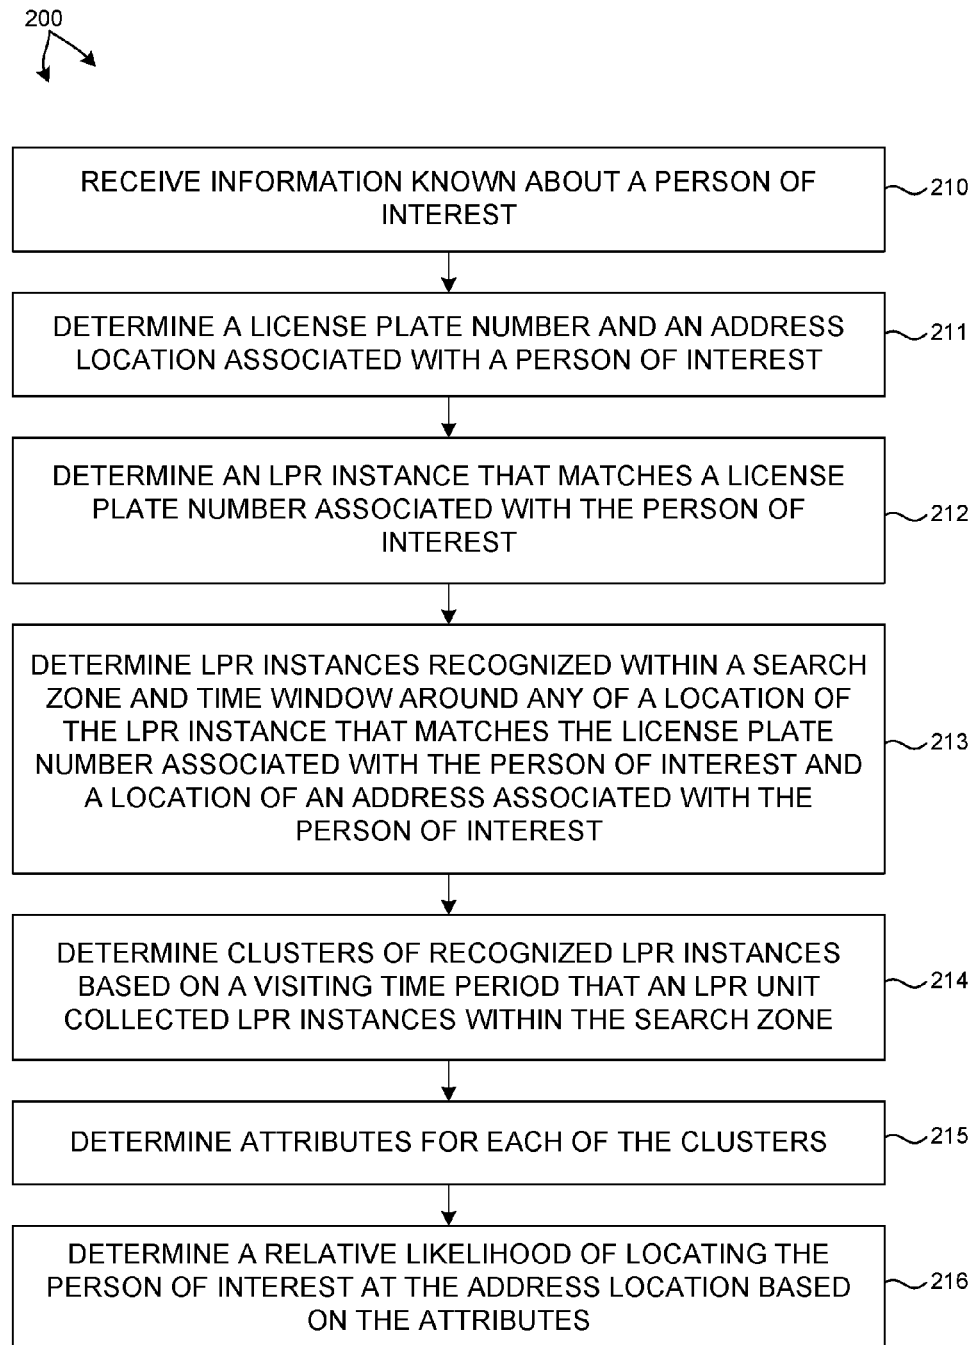 200
RECEIVE INFORMATION KNOWN ABOUT A PERSON OF
INTEREST
210
DETERMINE A LICENSE PLATE NUMBER AND AN ADDRESS
LOCATION ASSOCIATED WITH A PERSON OF INTEREST
211
DETERMINE AN LPR INSTANCE THAT MATCHES A LICENSE
PLATE NUMBER ASSOCIATED WITH THE PERSON OF
INTEREST
212
DETERMINE LPR INSTANCES RECOGNIZED WITHIN A SEARCH
ZONE AND TIME WINDOW AROUND ANY OF A LOCATION OF
THE LPR INSTANCE THAT MATCHES THE LICENSE PLATE
NUMBER ASSOCIATED WITH THE PERSON OF INTEREST AND
A LOCATION OF AN ADDRESS ASSOCIATED WITH THE
PERSON OF INTEREST
213
DETERMINE CLUSTERS OF RECOGNIZED LPR INSTANCES
BASED ON A VISITING TIME PERIOD THAT AN LPR UNIT
COLLECTED LPR INSTANCES WITHIN THE SEARCH ZONE
214
DETERMINE ATTRIBUTES FOR EACH OF THE CLUSTERS
215
DETERMINE A RELATIVE LIKELIHOOD OF LOCATING THE
PERSON OF INTEREST AT THE ADDRESS LOCATION BASED
ON THE ATTRIBUTES
216